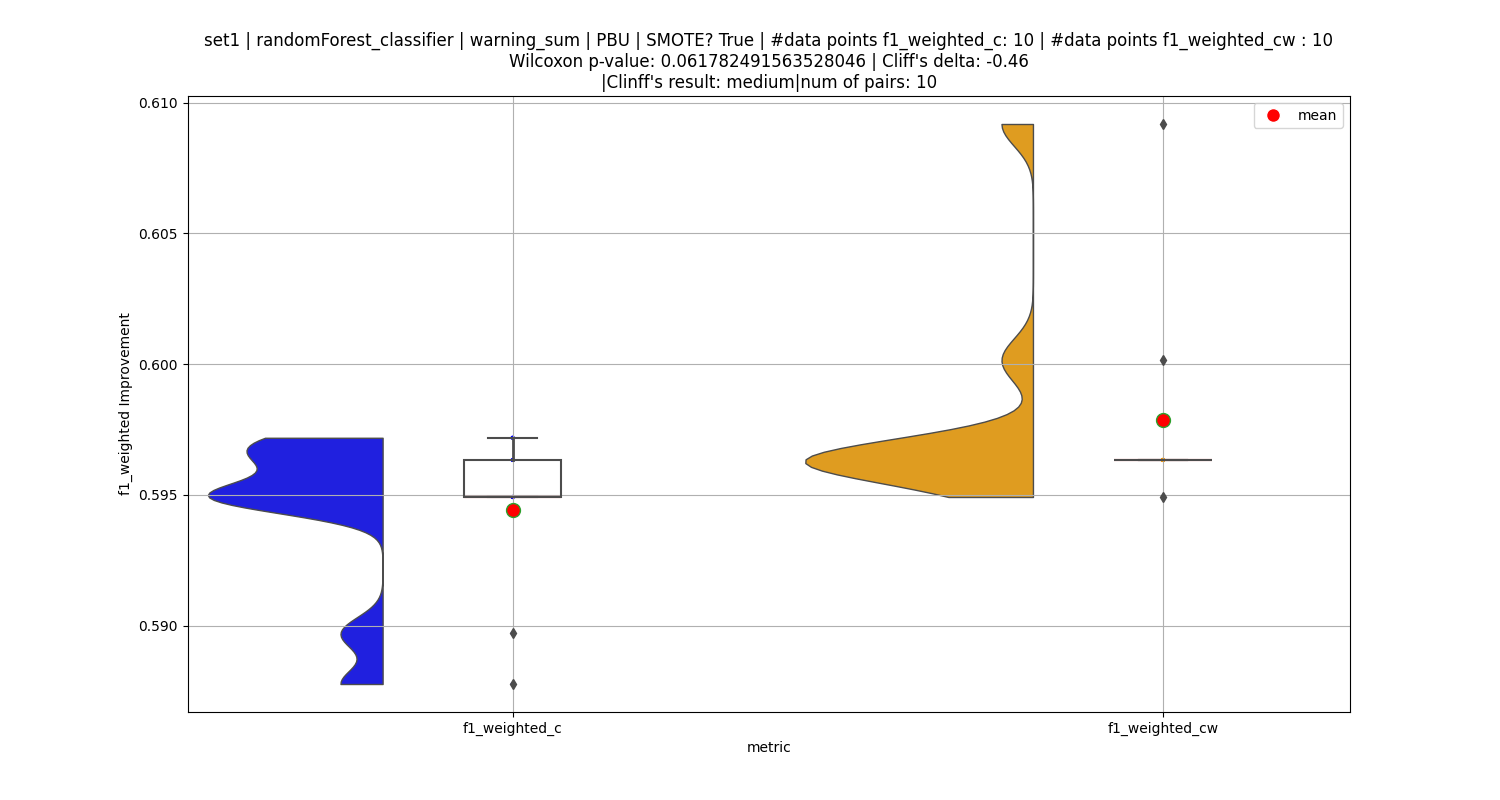 set1 | randomForest_classifier | warning_sum | PBU | SMOTE? True | #data points f1_weighted_c: 10 | #data points f1_weighted_cw : 10
Wilcoxon p-value: 0.061782491563528046 | Cliff's delta: -0.46
|Clinff's result: medium|num of pairs: 10
mean
0.610
0.605
0.600
0.595
0.590
f1_weighted Improvement
f1_weighted_c
f1_weighted_cw
metric